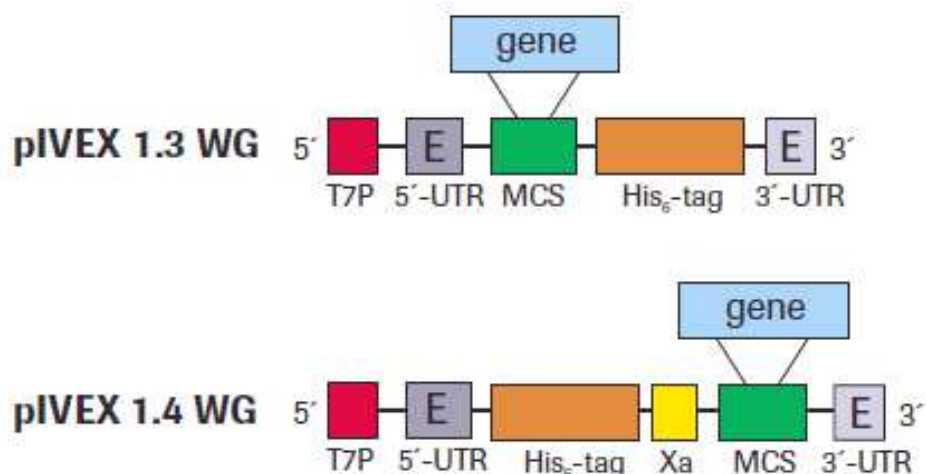 gene
pIVEX 1.3 WG 5´ E E 3´
T7P 5´-UTR MCS His₆-tag 3´-UTR
gene
pIVEX 1.4 WG 5´ E E 3´
T7P 5´-UTR His₆-tag Xa MCS 3´-UTR